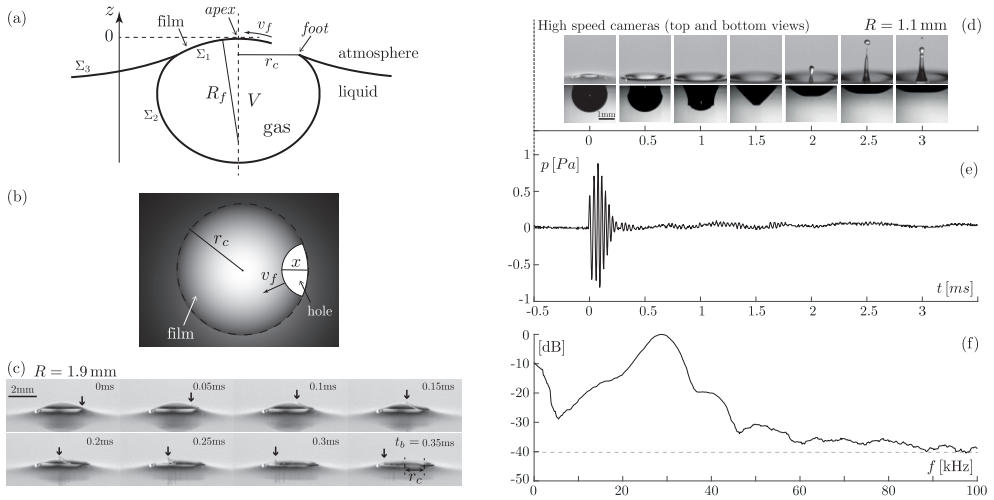 (a)
z
0
film
apex
v_f
foot
Σ₁
r_c
atmosphere
Σ₃
liquid
R_f
V
Σ₂
gas
(b)
r_c
x
v_f
film
hole
(c) R = 1.9 mm
2mm
0ms
0.05ms
0.1ms
0.15ms
0.2ms
0.25ms
0.3ms
t_b = 0.35ms
r_c
High speed cameras (top and bottom views) R = 1.1 mm (d)
1mm
0 0.5 1 1.5 2 2.5 3
p [Pa] (e)
1
0.5
0
-0.5
-1
t [ms]
-0.5 0 0.5 1 1.5 2 2.5 3
[dB] (f)
0
-10
-20
-30
-40
-50
f [kHz]
0 20 40 60 80 100